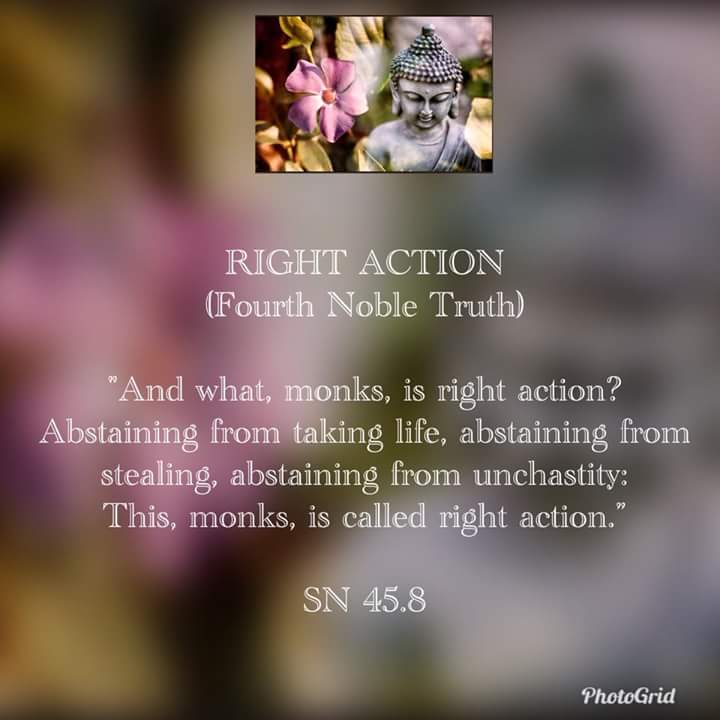 RIGHT ACTION
(Fourth Noble Truth)
"And what, monks, is right action?
Abstaining from taking life, abstaining from
stealing, abstaining from unchastity:
This, monks, is called right action."
SN 45.8
PhotoGrid